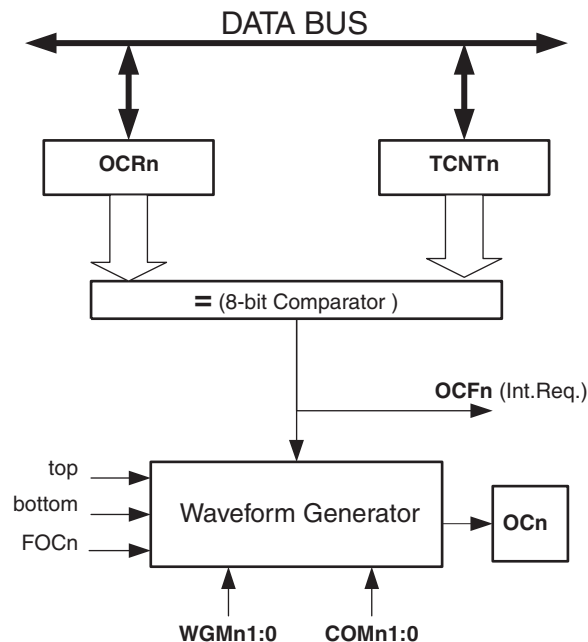 DATA BUS
OCRn
TCNTn
= (8-bit Comparator )
OCFn (Int.Req.)
top
bottom
FOCn
Waveform Generator
OCn
WGMn1:0
COMn1:0